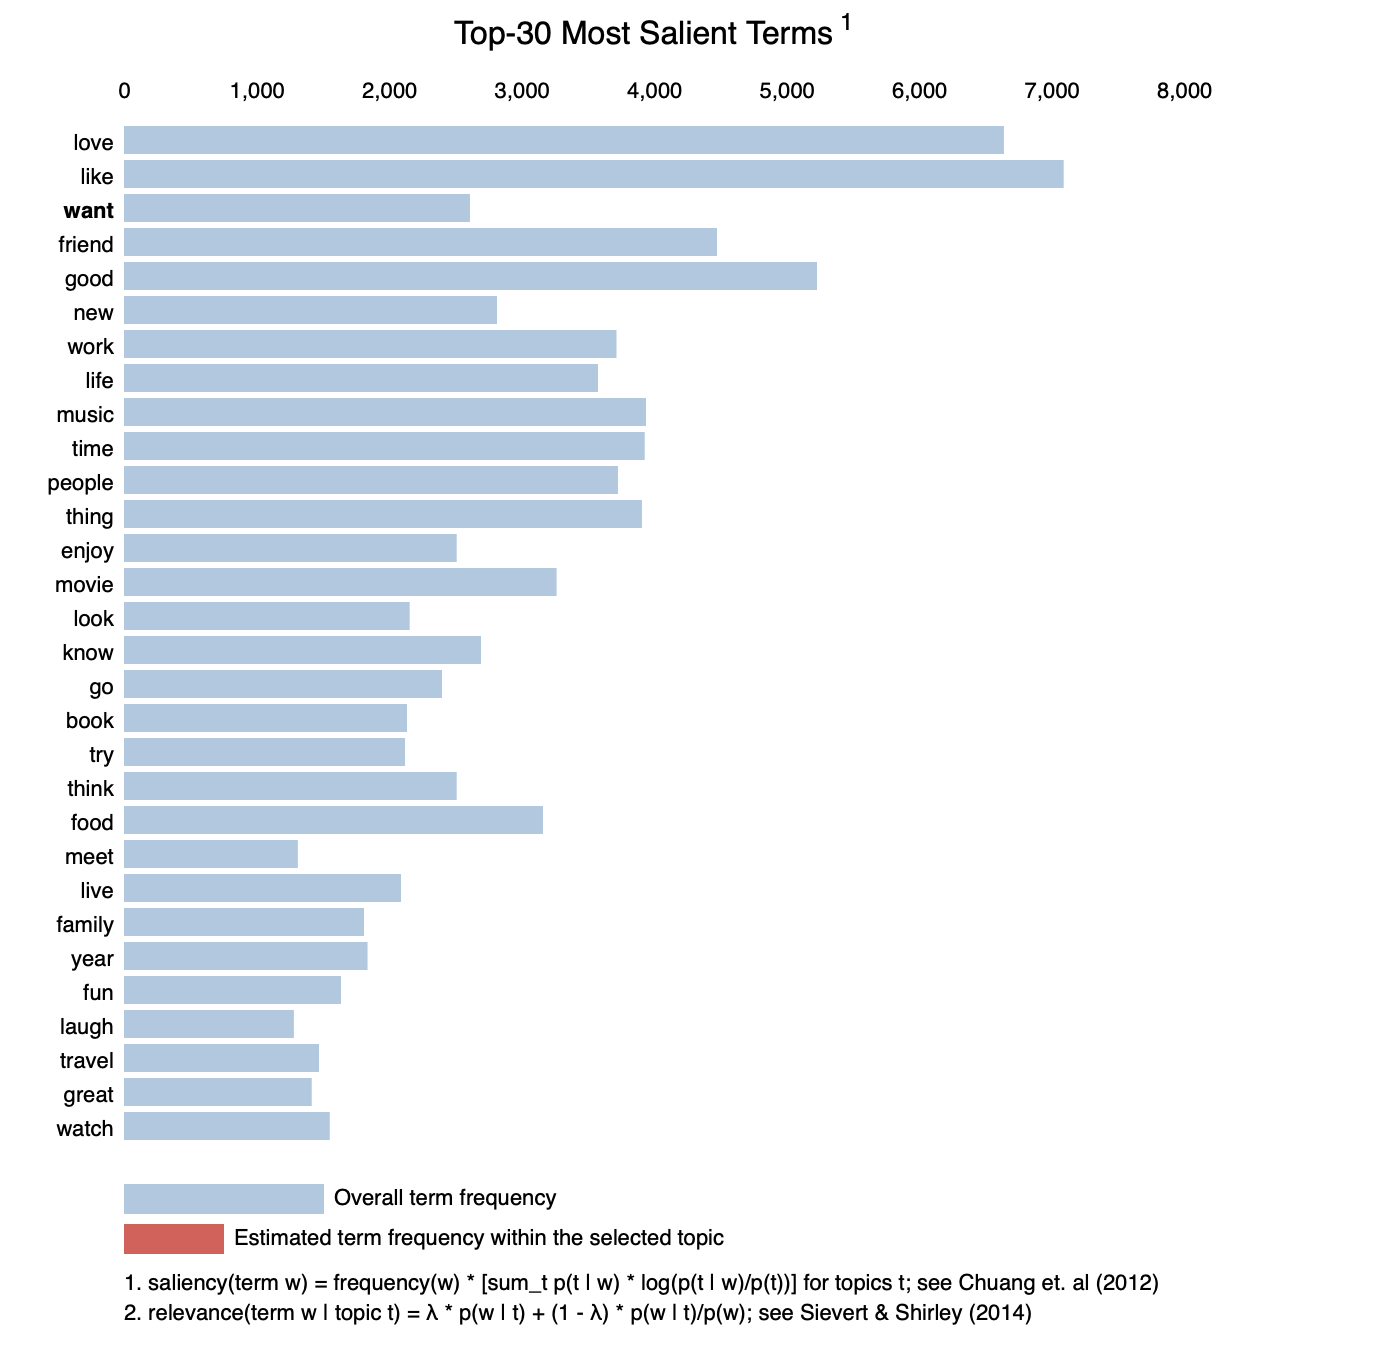 Top-30 Most Salient Terms 1
0 1,000 2,000 3,000 4,000 5,000 6,000 7,000 8,000
love
like
want
friend
good
new
work
life
music
time
people
thing
enjoy
movie
look
know
go
book
try
think
food
meet
live
family
year
fun
laugh
travel
great
watch
Overall term frequency
Estimated term frequency within the selected topic
1. saliency(term w) = frequency(w) * [sum_t p(t | w) * log(p(t | w)/p(t))] for topics t; see Chuang et. al (2012)
2. relevance(term w | topic t) = λ * p(w | t) + (1 - λ) * p(w | t)/p(w); see Sievert & Shirley (2014)